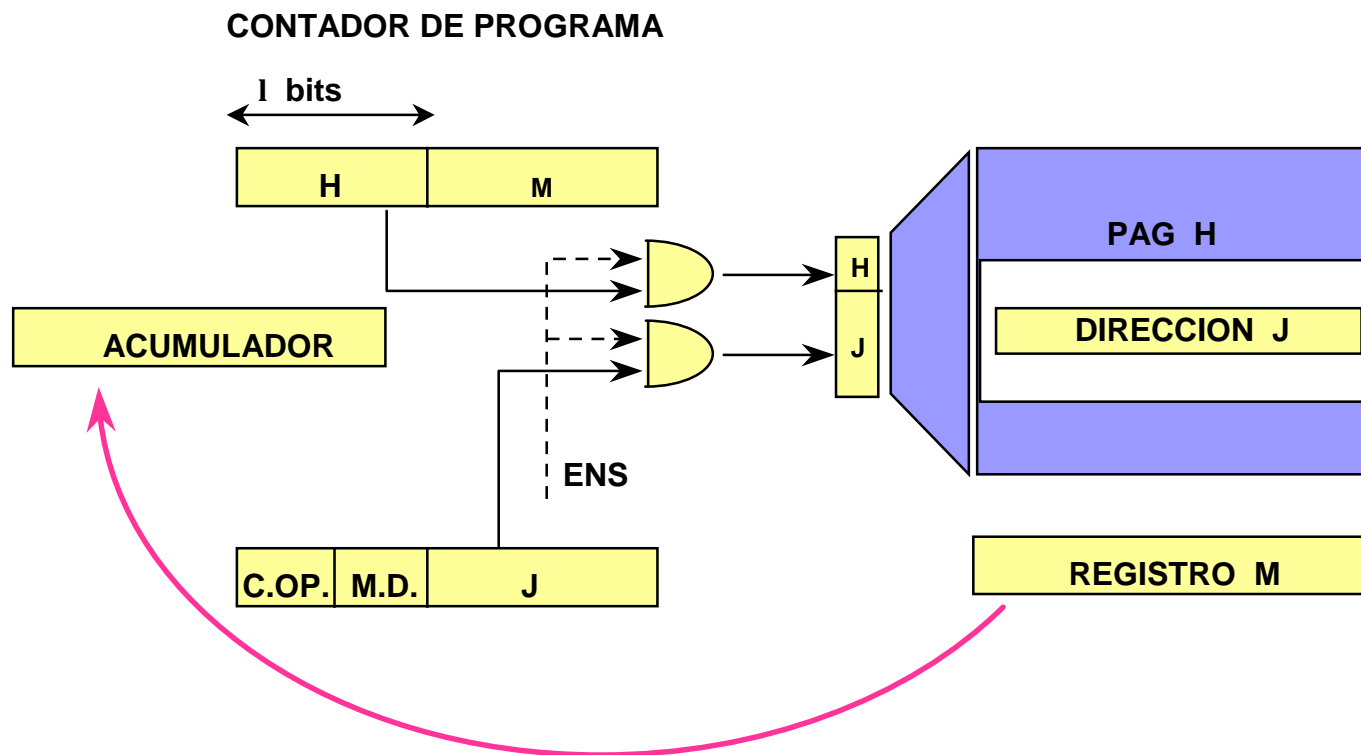 CONTADOR DE PROGRAMA
l bits
H M
PAG H
H
DIRECCION J
ACUMULADOR
J
ENS
C.OP. M.D. J
REGISTRO M